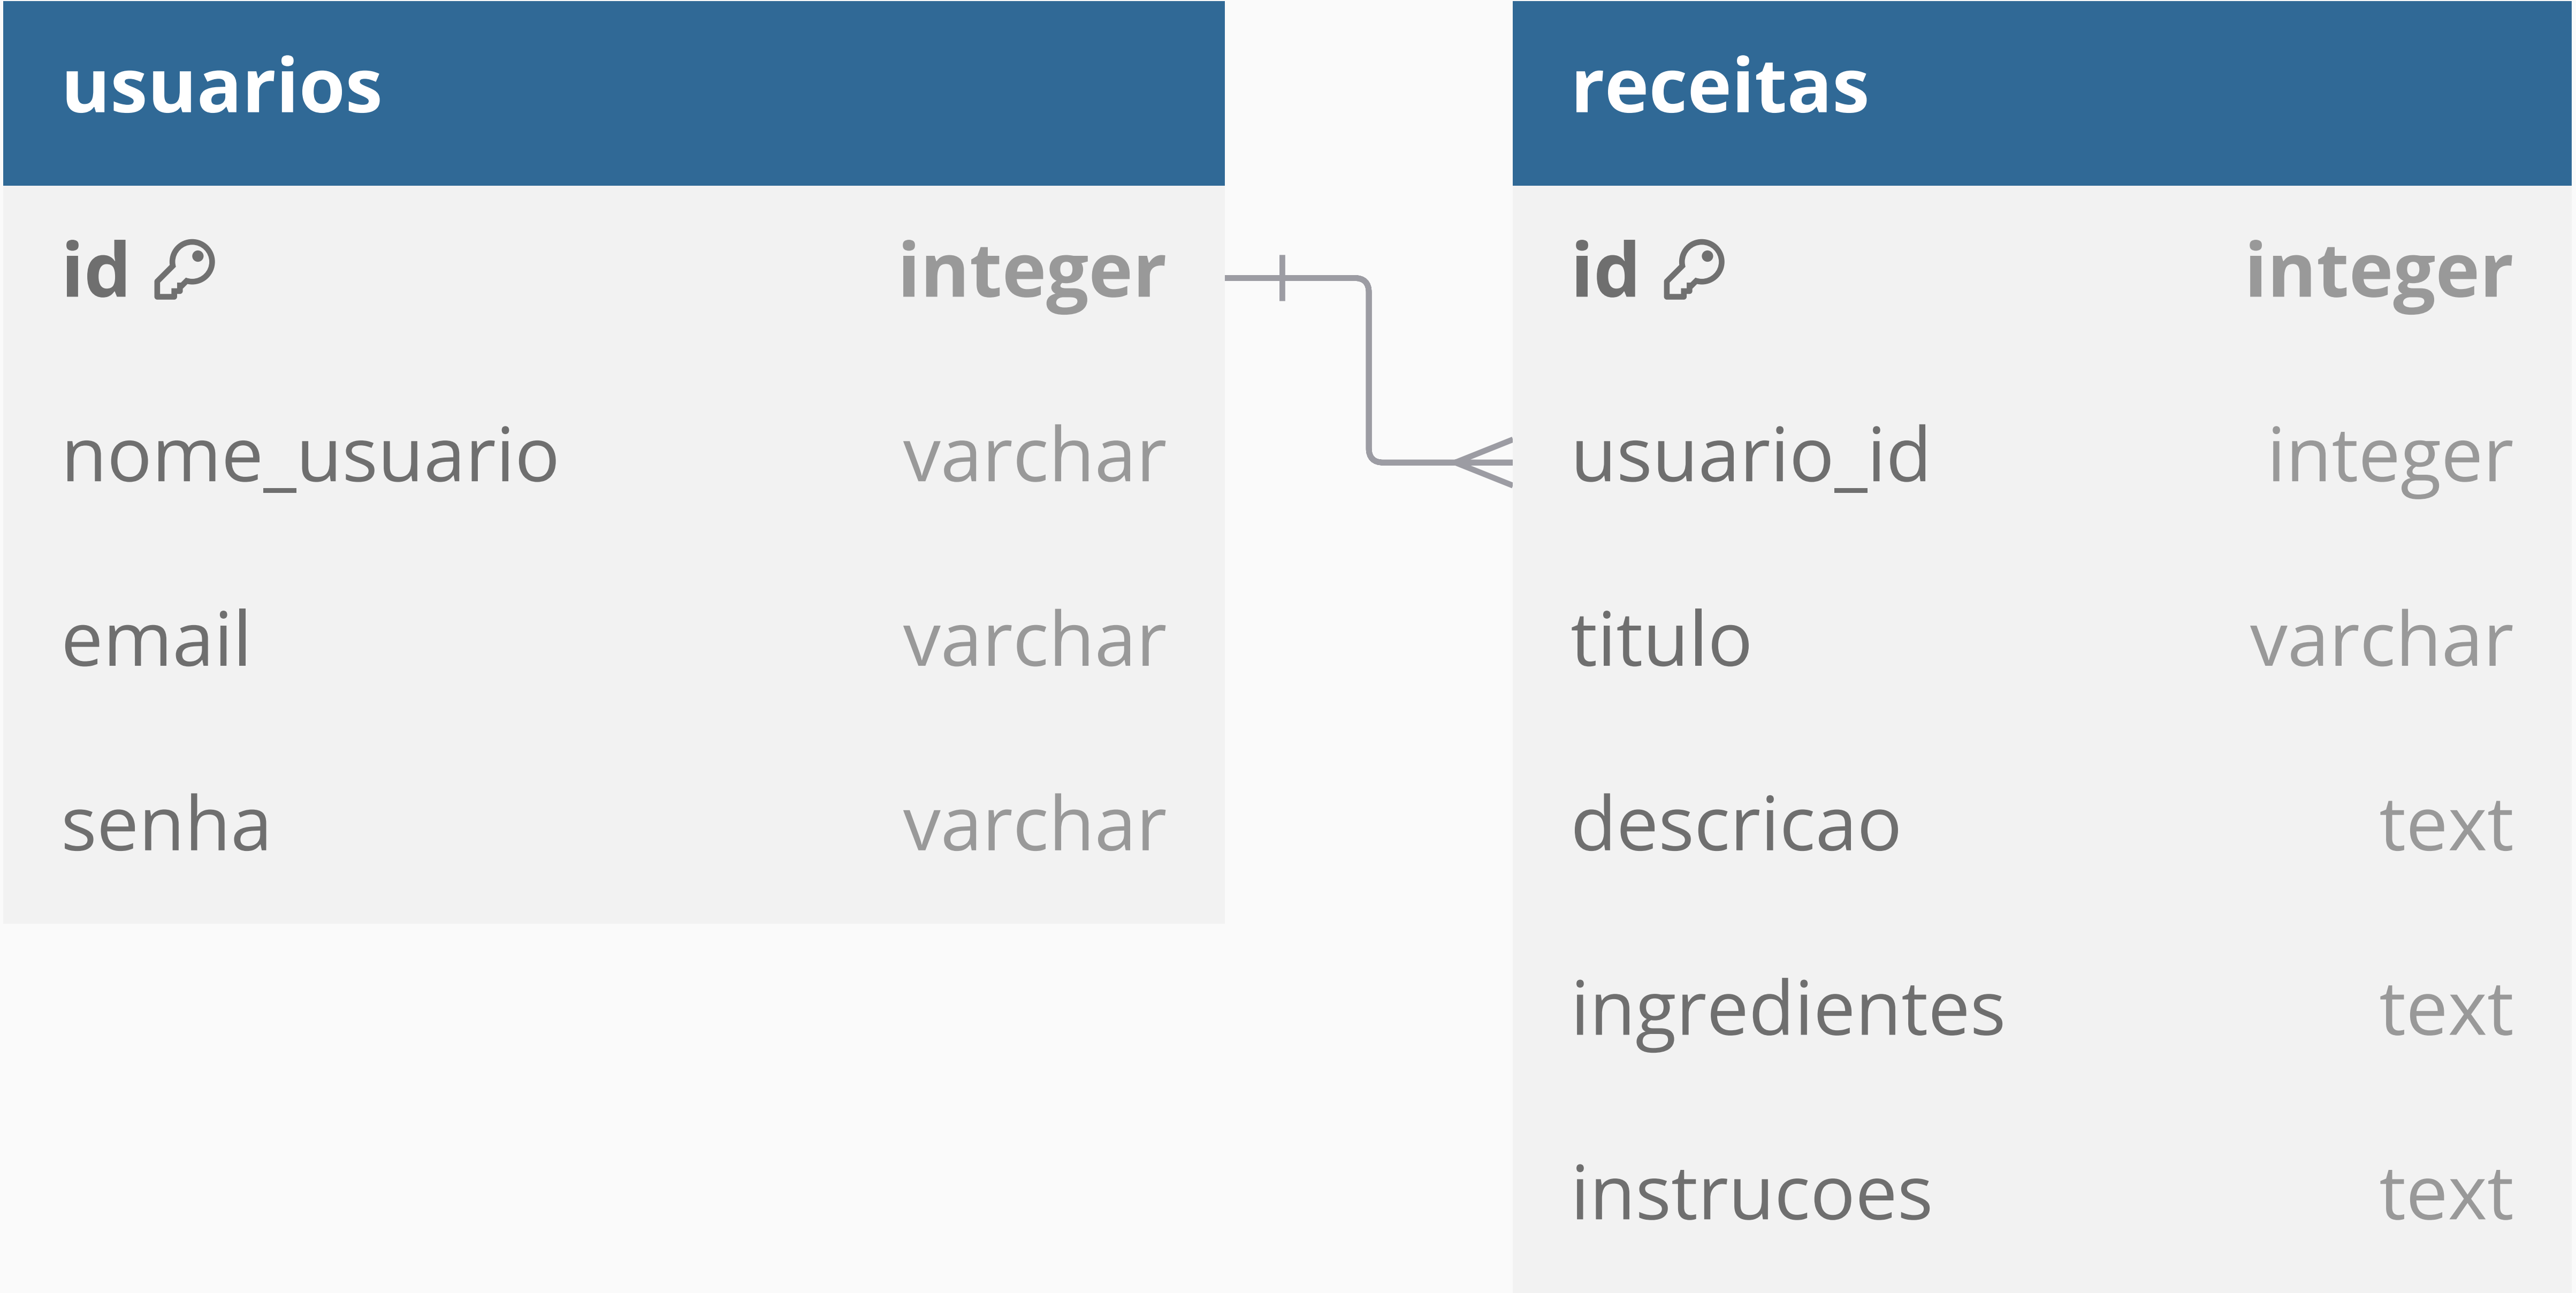 usuarios
id integer
nome_usuario varchar
email varchar
senha varchar
receitas
id integer
usuario_id integer
titulo varchar
descricao text
ingredientes text
instrucoes text